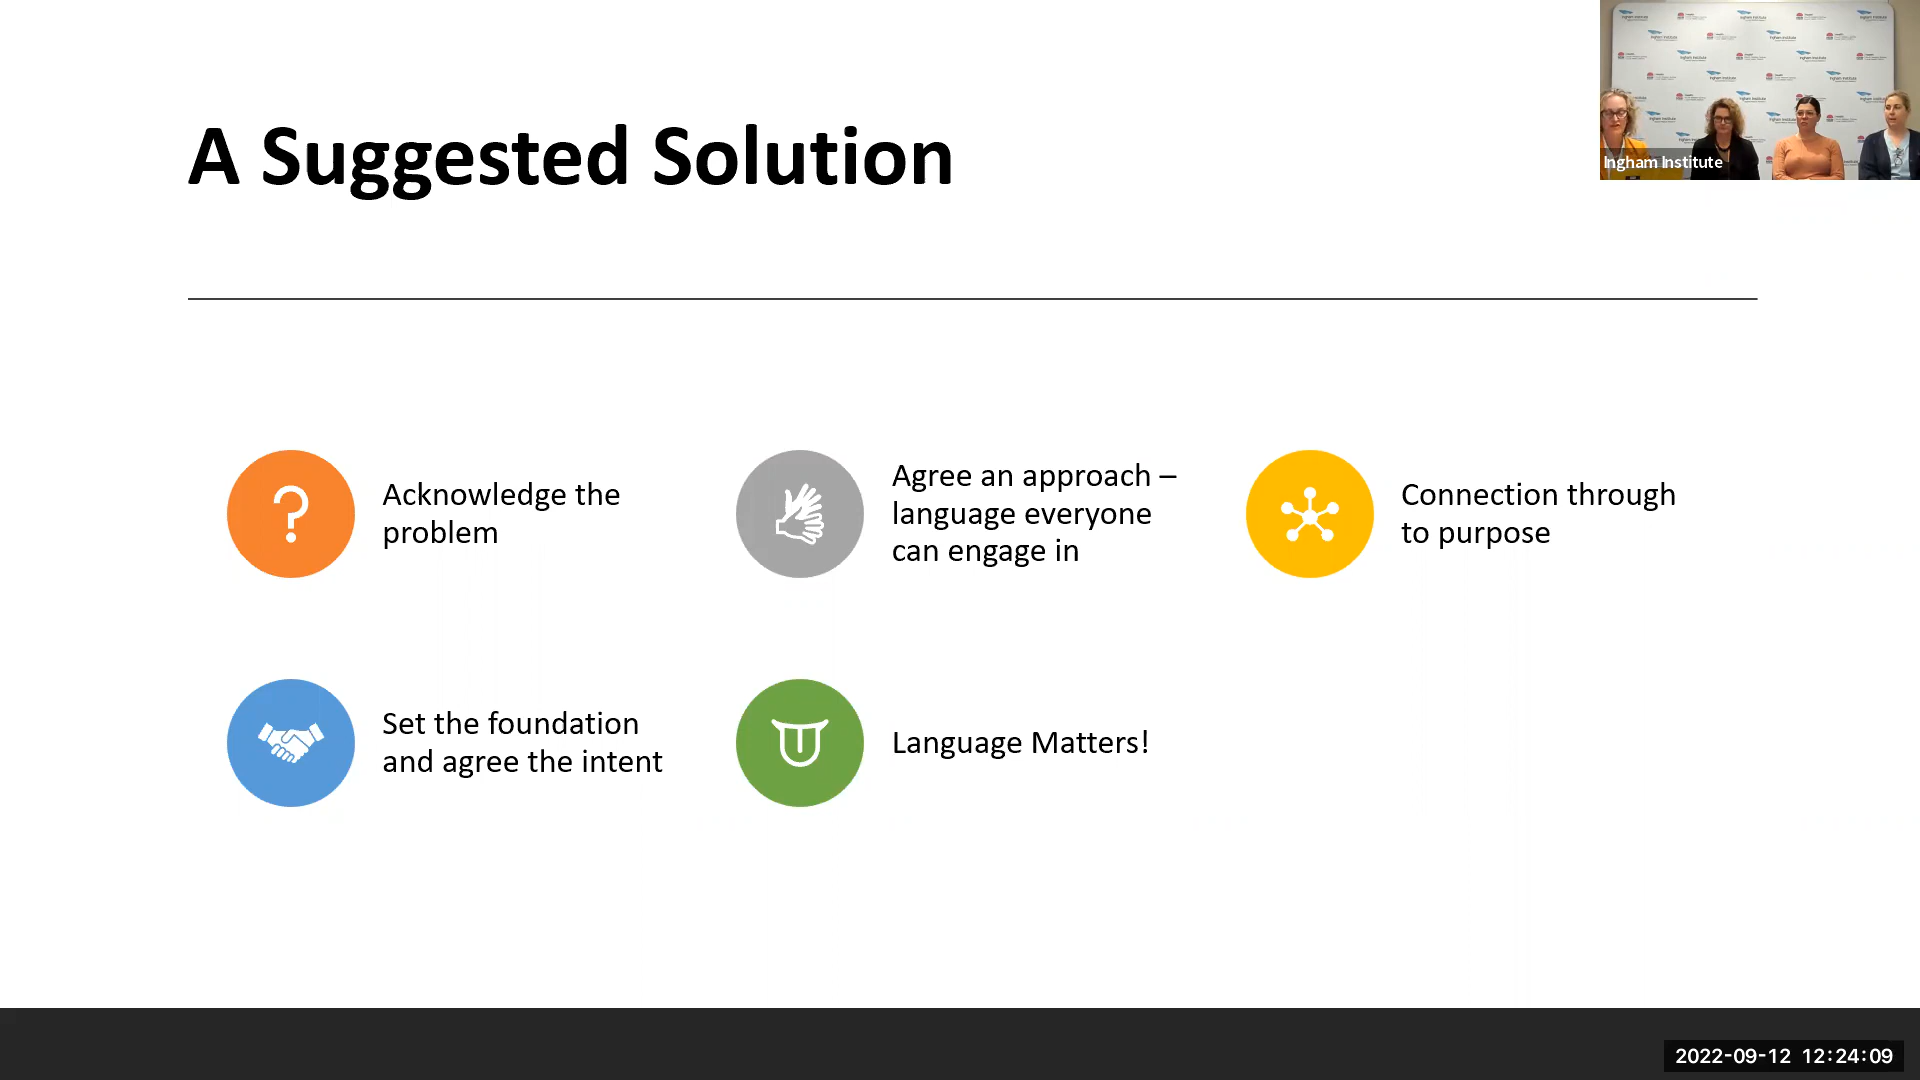 A Suggested Solution
Ingham Institute
Acknowledge the
problem
Agree an approach –
language everyone
can engage in
Connection through
to purpose
Set the foundation
and agree the intent
Language Matters!
2022-09-12 12:24:09